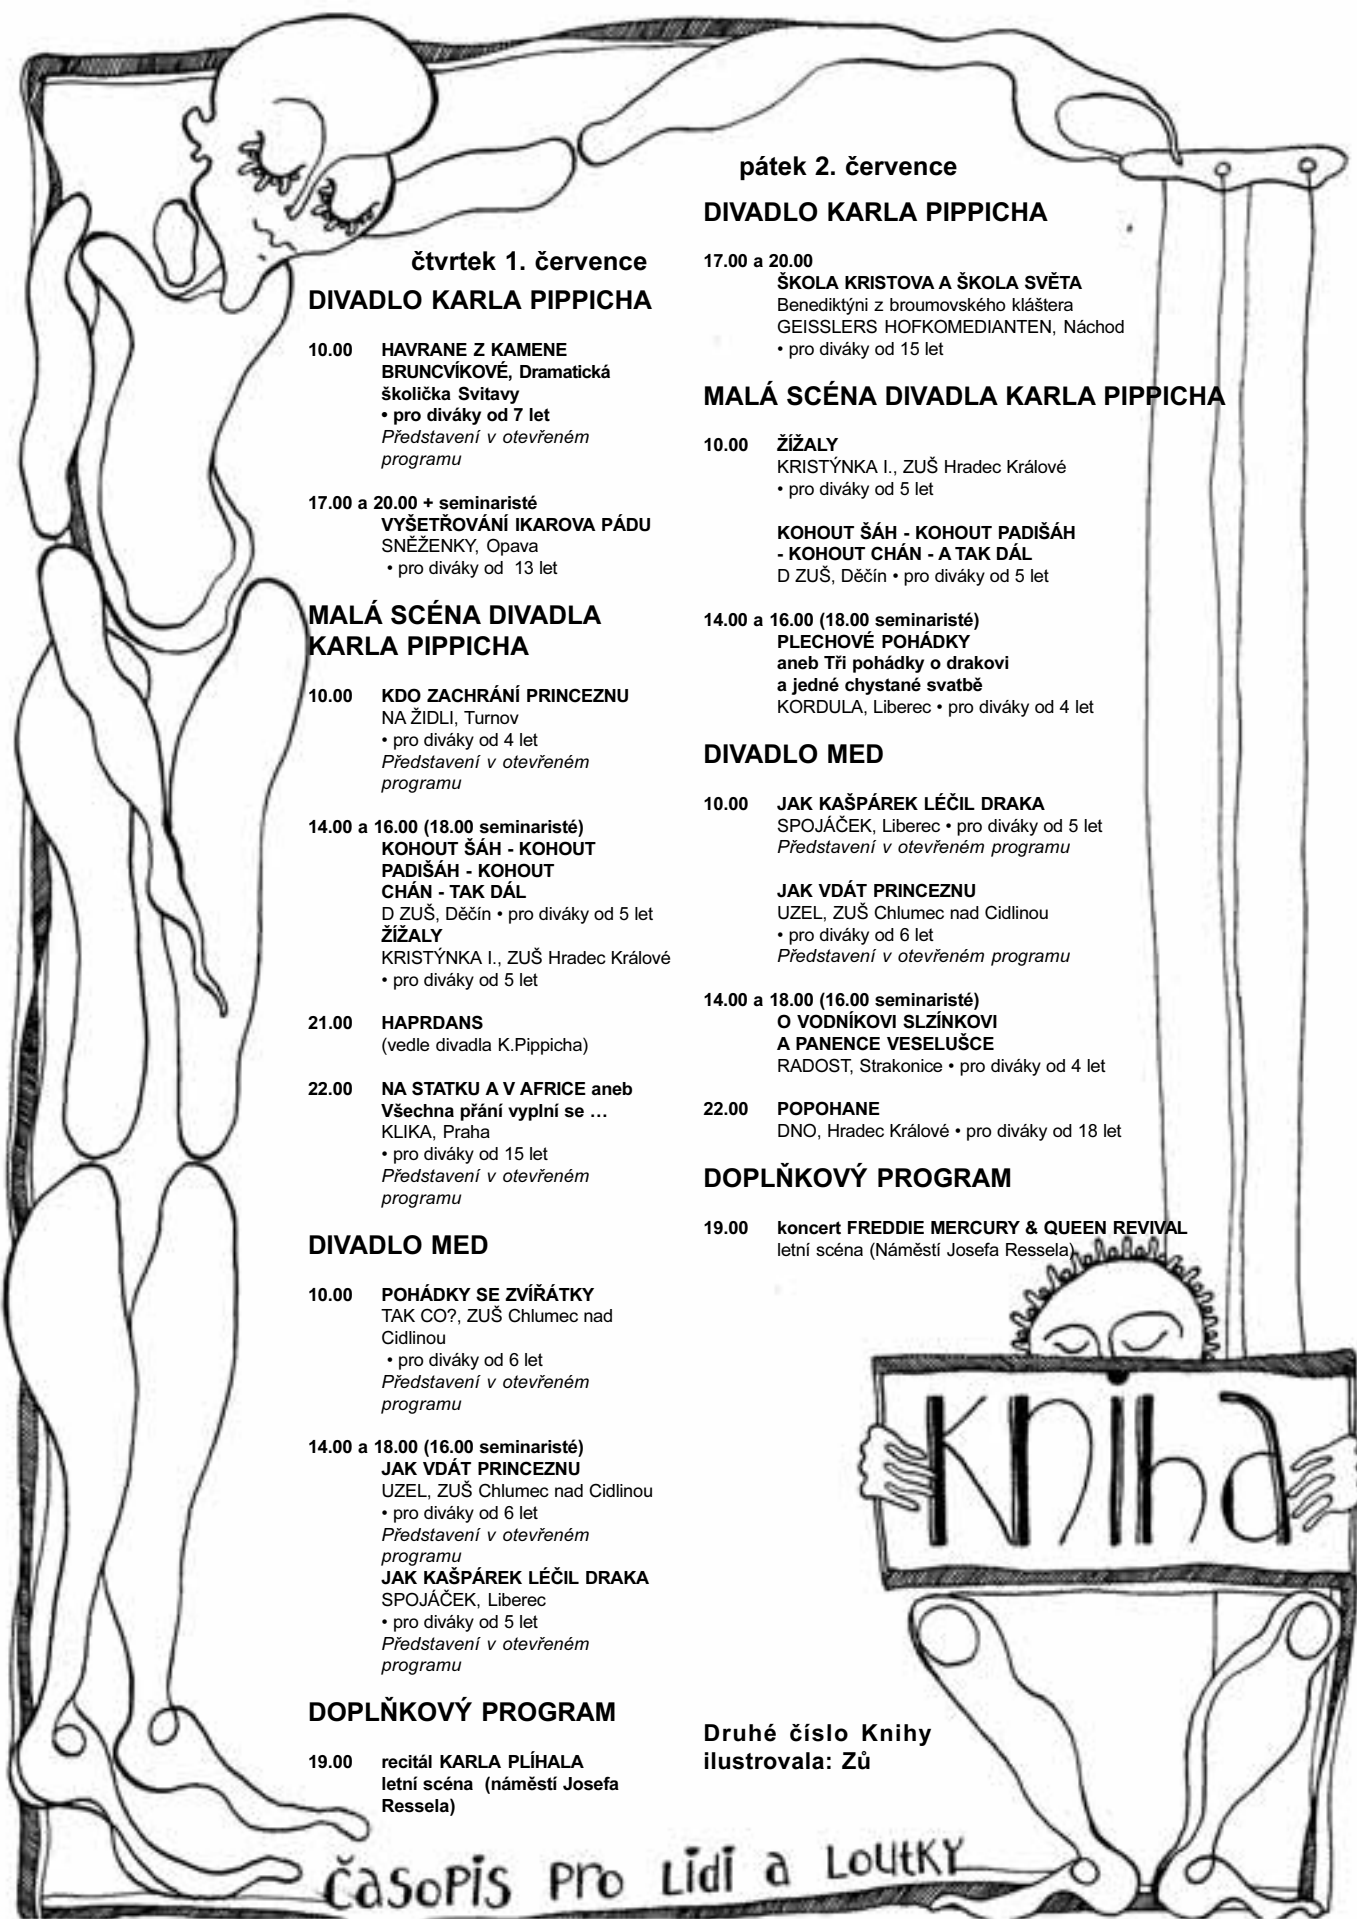 čtvrtek 1. července
DIVADLO KARLA PIPPICHA
10.00 HAVRANE Z KAMENE
BRUNCVÍKOVÉ, Dramatická
školička Svitavy
• pro diváky od 7 let
Představení v otevřeném
programu
17.00 a 20.00 + seminaristé
VYŠETŘOVÁNÍ IKAROVA PÁDU
SNĚŽENKY, Opava
• pro diváky od 13 let
MALÁ SCÉNA DIVADLA
KARLA PIPPICHA
10.00 KDO ZACHRÁNÍ PRINCEZNU
NA ŽIDLI, Turnov
• pro diváky od 4 let
Představení v otevřeném
programu
14.00 a 16.00 (18.00 seminaristé)
KOHOUT ŠÁH - KOHOUT
PADIŠÁH - KOHOUT
CHÁN - TAK DÁL
D ZUŠ, Děčín • pro diváky od 5 let
ŽÍŽALY
KRISTÝNKA I., ZUŠ Hradec Králové
• pro diváky od 5 let
21.00 HAPRDANS
(vedle divadla K.Pippicha)
22.00 NA STATKU A V AFRICE aneb
Všechna přání vyplní se …
KLIKA, Praha
• pro diváky od 15 let
Představení v otevřeném
programu
DIVADLO MED
10.00 POHÁDKY SE ZVÍŘÁTKY
TAK CO?, ZUŠ Chlumec nad
Cidlinou
• pro diváky od 6 let
Představení v otevřeném
programu
14.00 a 18.00 (16.00 seminaristé)
JAK VDÁT PRINCEZNU
UZEL, ZUŠ Chlumec nad Cidlinou
• pro diváky od 6 let
Představení v otevřeném
programu
JAK KAŠPÁREK LÉČIL DRAKA
SPOJÁČEK, Liberec
• pro diváky od 5 let
Představení v otevřeném
programu
DOPLŇKOVÝ PROGRAM
19.00 recitál KARLA PLÍHALA
letní scéna (náměstí Josefa
Ressela)
pátek 2. července
DIVADLO KARLA PIPPICHA
17.00 a 20.00
ŠKOLA KRISTOVA A ŠKOLA SVĚTA
Benediktýni z broumovského kláštera
GEISSLERS HOFKOMEDIANTEN, Náchod
• pro diváky od 15 let
MALÁ SCÉNA DIVADLA KARLA PIPPICHA
10.00 ŽÍŽALY
KRISTÝNKA I., ZUŠ Hradec Králové
• pro diváky od 5 let
KOHOUT ŠÁH - KOHOUT PADIŠÁH
- KOHOUT CHÁN - A TAK DÁL
D ZUŠ, Děčín • pro diváky od 5 let
14.00 a 16.00 (18.00 seminaristé)
PLECHOVÉ POHÁDKY
aneb Tři pohádky o drakovi
a jedné chystané svatbě
KORDULA, Liberec • pro diváky od 4 let
DIVADLO MED
10.00 JAK KAŠPÁREK LÉČIL DRAKA
SPOJÁČEK, Liberec • pro diváky od 5 let
Představení v otevřeném programu
JAK VDÁT PRINCEZNU
UZEL, ZUŠ Chlumec nad Cidlinou
• pro diváky od 6 let
Představení v otevřeném programu
14.00 a 18.00 (16.00 seminaristé)
O VODNÍKOVI SLZÍNKOVI
A PANENCE VESELUŠCE
RADOST, Strakonice • pro diváky od 4 let
22.00 POPOHANE
DNO, Hradec Králové • pro diváky od 18 let
DOPLŇKOVÝ PROGRAM
19.00 koncert FREDDIE MERCURY & QUEEN REVIVAL
letní scéna (Náměstí Josefa Ressela)
Kniha
Druhé číslo Knihy
ilustrovala: Zů
časopis pro Lidi a LoutKY